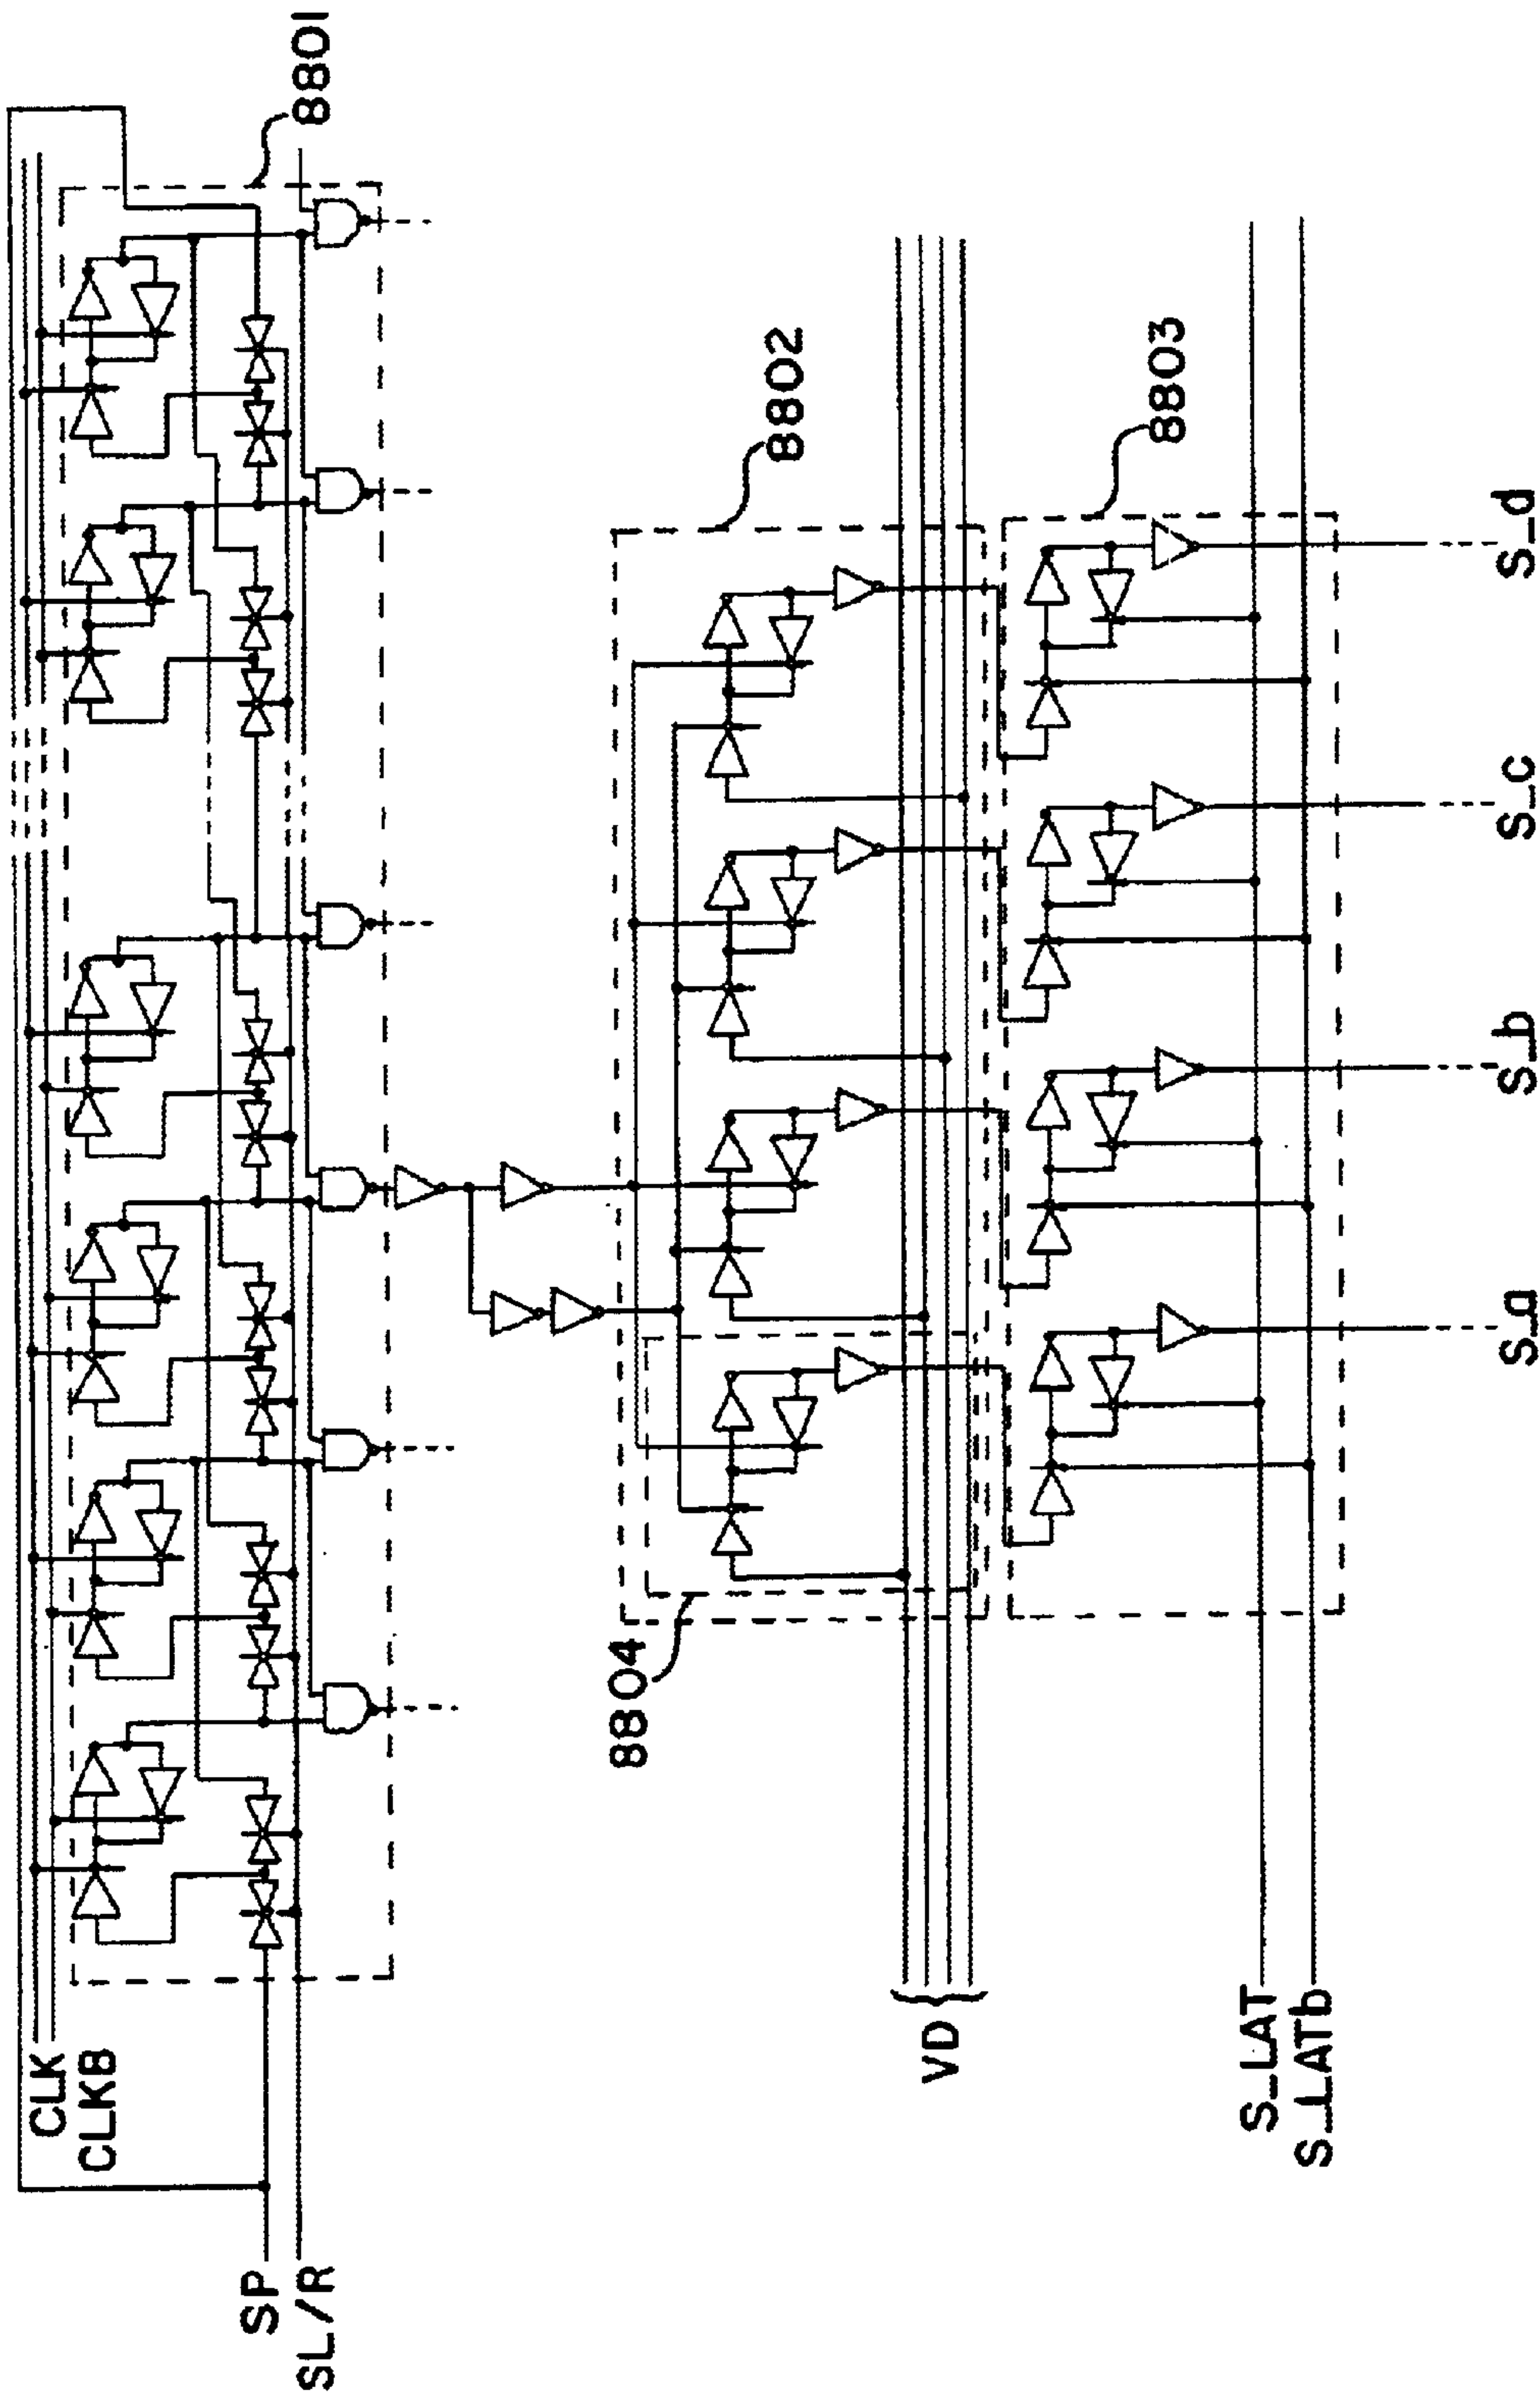 8801
CLK
CLKB
SP
SL/R
8802
8804
VD
8803
S_LAT
S_LATb
S_a
S_b
S_c
S_d